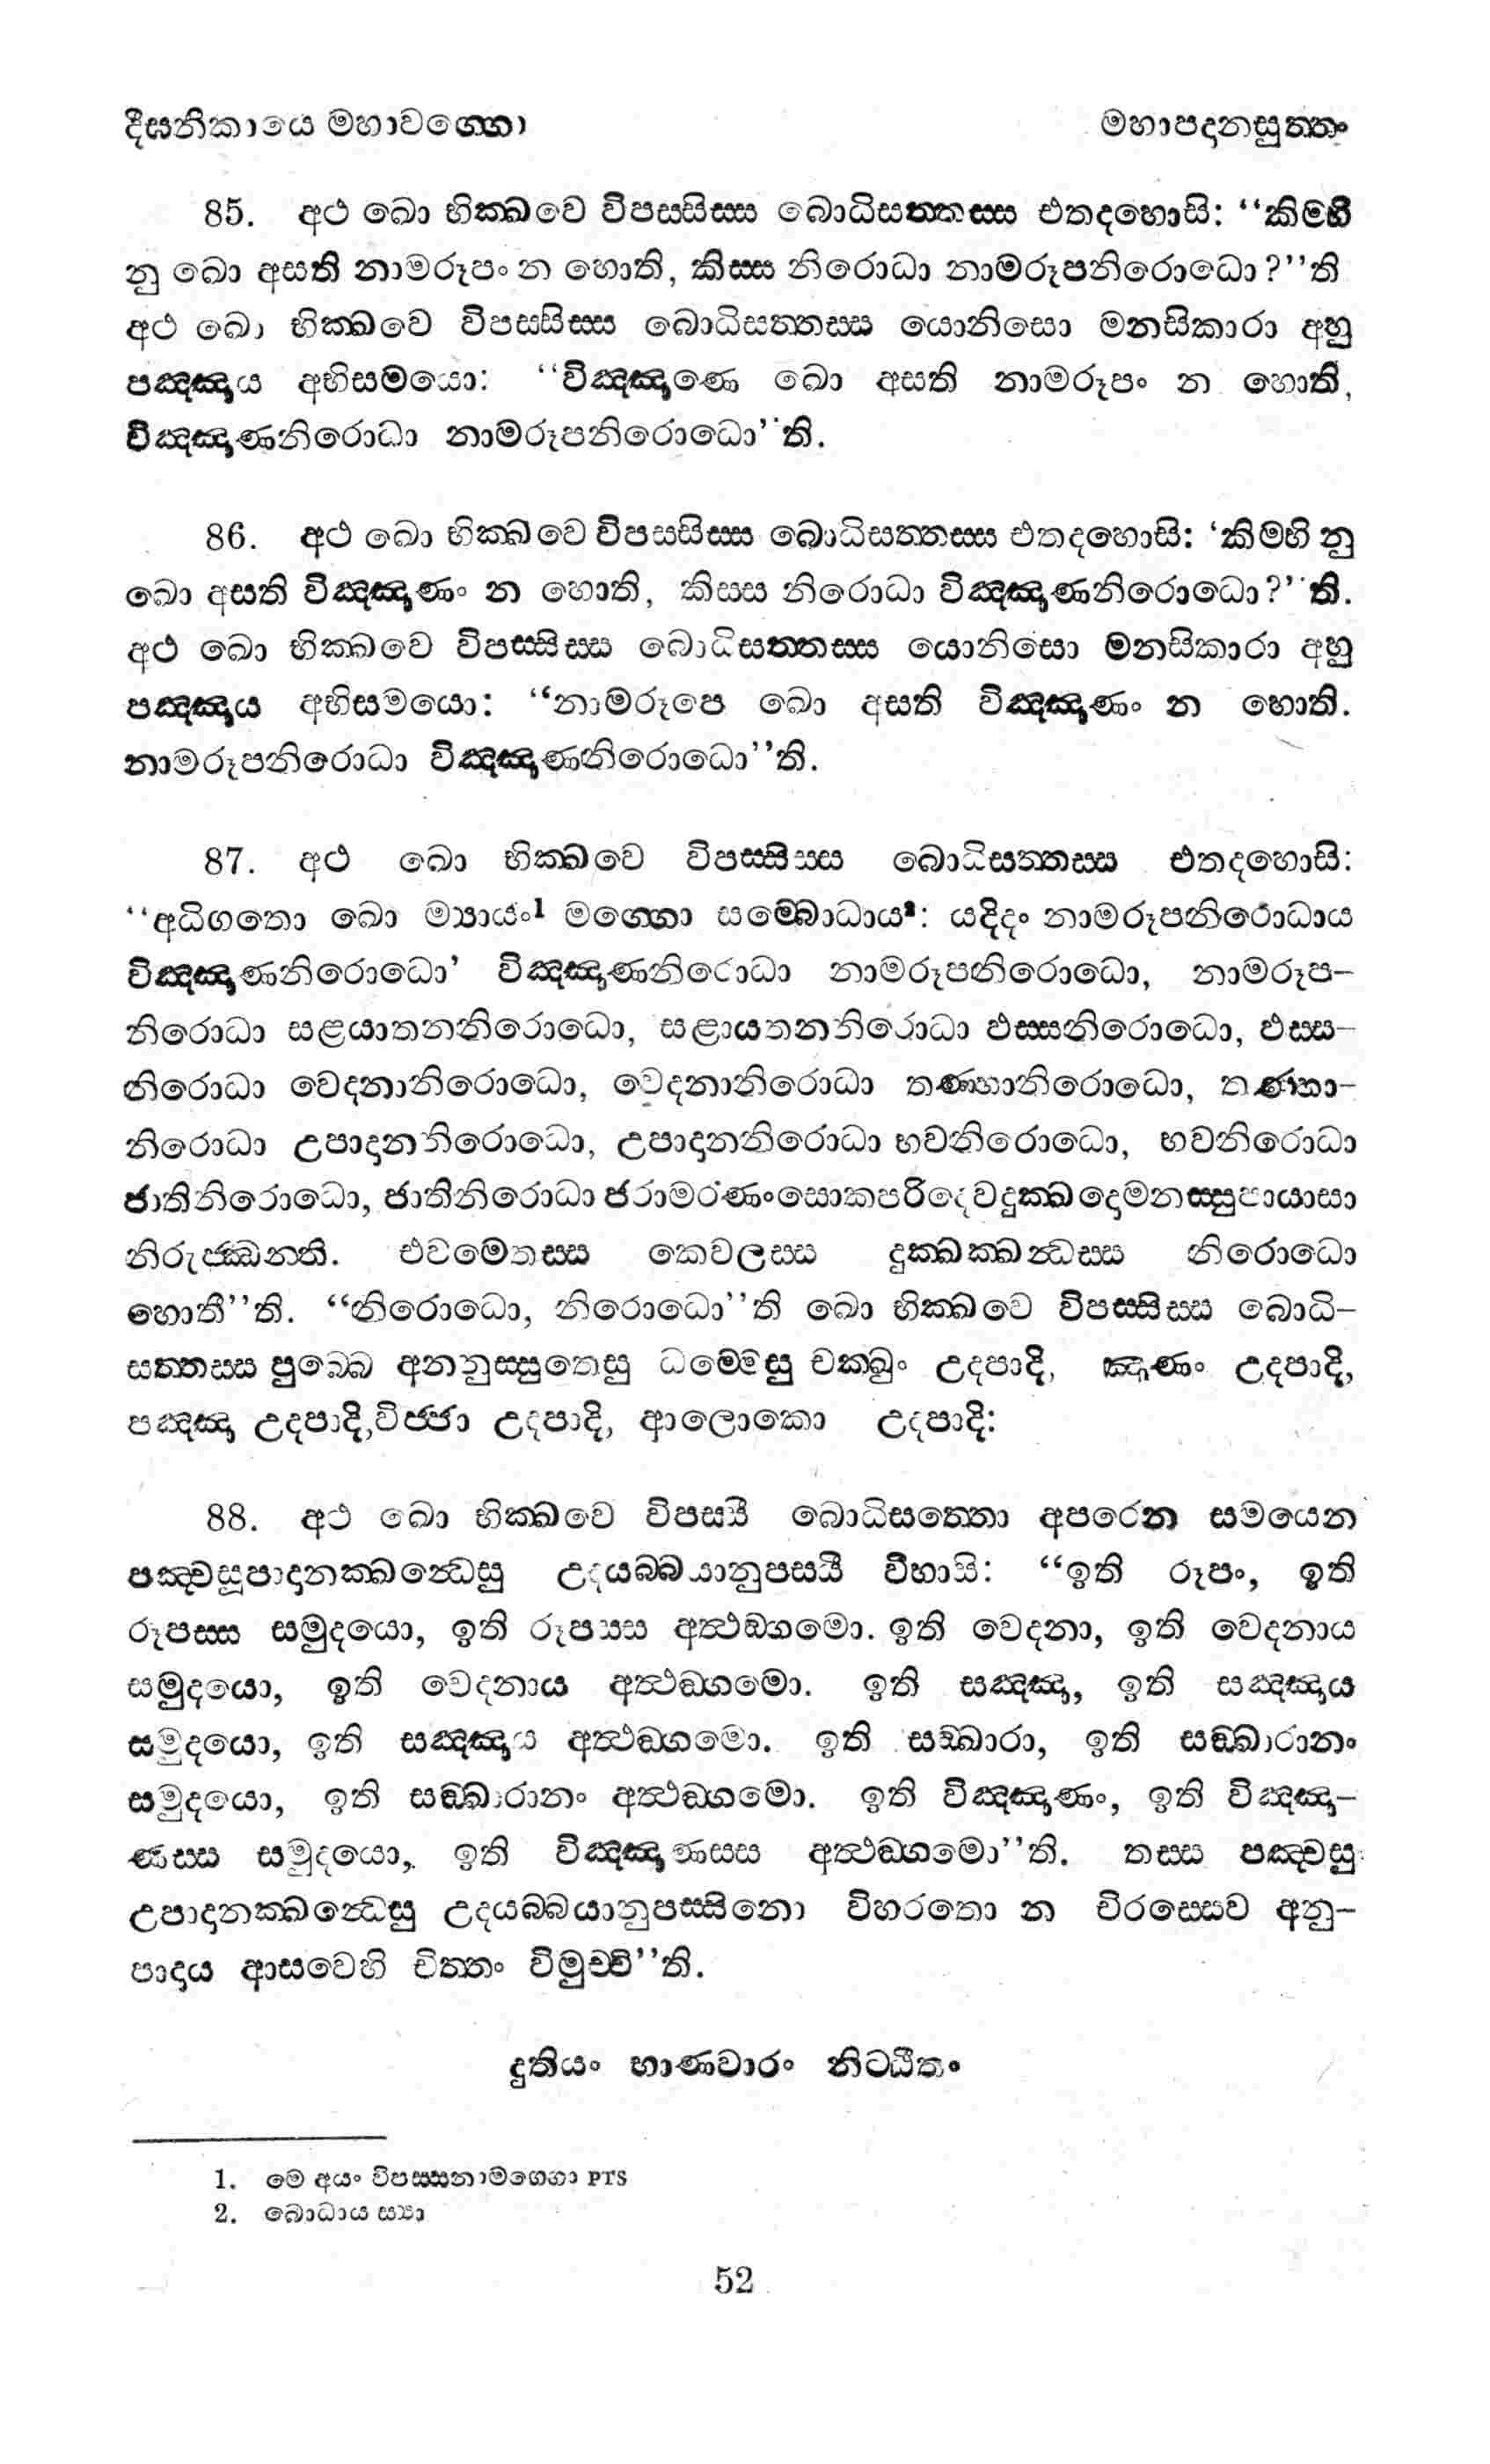 දීඝනිකායෙ මහාවග්ගො මහාපදානසුත්තං
85. අථ ඛො භික්ඛවෙ විපස්සිස්ස බොධිසත්තස්ස එතදහොසි: “කිම්හි
නු ඛො අසති නාමරූපං න හොති, කිස්ස නිරොධා නාමරූපනිරොධො?”ති
අථ ඛො භික්ඛවෙ විපස්සිස්ස බොධිසත්තස්ස යොනිසො මනසිකාරා අහු
පඤ්ඤාය අභිසමයො: “විඤ්ඤාණෙ ඛො අසති නාමරූපං න හොති,
විඤ්ඤාණනිරොධා නාමරූපනිරොධො”ති.
86. අථ ඛො භික්ඛවෙ විපස්සිස්ස බොධිසත්තස්ස එතදහොසි: ‘කිම්හි නු
ඛො අසති විඤ්ඤාණං න හොති, කිස්ස නිරොධා විඤ්ඤාණනිරොධො?”ති.
අථ ඛො භික්ඛවෙ විපස්සිස්ස බොධිසත්තස්ස යොනිසො මනසිකාරා අහු
පඤ්ඤාය අභිසමයො: “නාමරූපෙ ඛො අසති විඤ්ඤාණං න හොති.
නාමරූපනිරොධා විඤ්ඤාණනිරොධො”ති.
87. අථ ඛො භික්ඛවෙ විපස්සිස්ස බොධිසත්තස්ස එතදහොසි:
“අධිගතො ඛො ම්‍යායං1 මග්ගො සම්බොධාය2: යදිදං නාමරූපනිරොධාය
විඤ්ඤාණනිරොධො’ විඤ්ඤාණනිරොධා නාමරූපනිරොධො, නාමරූප-
නිරොධා සළයාතනනිරොධො, සළායතනනිරොධා ඵස්සනිරොධො, ඵස්ස-
නිරොධා වෙදනානිරොධො, වෙදනානිරොධා තණ්හානිරොධො, තණ්හා-
නිරොධා උපාදානනිරොධො, උපාදානනිරොධා භවනිරොධො, භවනිරොධා
ජාතිනිරොධො, ජාතිනිරොධා ජරාමරණංසොකපරිදෙවදුක්ඛදොමනස්සුපායාසා
නිරුජ්ඣන්ති. එවමෙතස්ස කෙවලස්ස දුක්ඛක්ඛන්ධස්ස නිරොධො
හොතී”ති. “නිරොධො, නිරොධො”ති ඛො භික්ඛවෙ විපස්සිස්ස බොධි-
සත්තස්ස පුබ්බෙ අනනුස්සුතෙසු ධම්මෙසු චක්ඛුං උදපාදි, ඤාණං උදපාදි,
පඤ්ඤා උදපාදි,විජ්ජා උදපාදි, ආලොකො උදපාදි:
88. අථ ඛො භික්ඛවෙ විපස්සී බොධිසත්තො අපරෙන සමයෙන
පඤ්චසූපාදානක්ඛන්ධෙසු උදයබ්බයානුපස්සී විහාසි: “ඉති රූපං, ඉති
රූපස්ස සමුදයො, ඉති රූපස්ස අත්ථඞ්ගමො. ඉති වෙදනා, ඉති වෙදනාය
සමුදයො, ඉති වෙදනාය අත්ථඞ්ගමො. ඉති සඤ්ඤා, ඉති සඤ්ඤාය
සමුදයො, ඉති සඤ්ඤාය අත්ථඞ්ගමො. ඉති සඞ්ඛාරා, ඉති සඞ්ඛාරානං
සමුදයො, ඉති සඞ්ඛාරානං අත්ථඞ්ගමො. ඉති විඤ්ඤාණං, ඉති විඤ්ඤා-
ණස්ස සමුදයො, ඉති විඤ්ඤාණස්ස අත්ථඞ්ගමො”ති. තස්ස පඤ්චසු
උපාදානක්ඛන්ධෙසු උදයබ්බයානුපස්සිනො විහරතො න චිරස්සෙව අනු-
පාදාය ආසවෙහි චිත්තං විමුච්චි”ති.
දුතියං භාණවාරං නිට්ඨිතං
1. මෙ අයං විපස්සනාමග්ගො PTS
2. බොධාය ස්‍යා
52